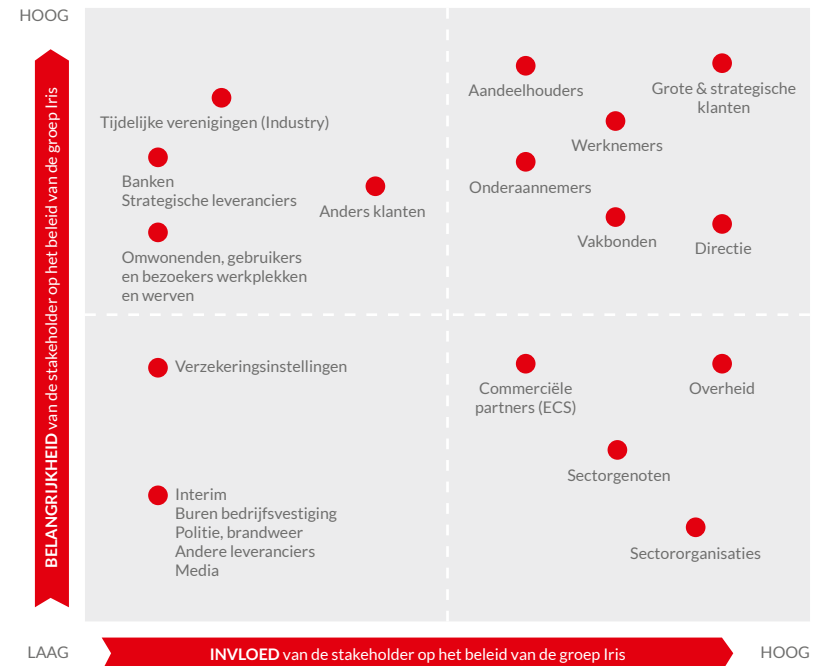 HOOG
BELANGRIJKHEID van de stakeholder op het beleid van de groep Iris
Tijdelijke verenigingen (Industry)
Banken
Strategische leveranciers
Anders klanten
Omwonenden, gebruikers
en bezoekers werkplekken
en werven
Aandeelhouders
Grote & strategische
klanten
Werknemers
Onderaannemers
Vakbonden
Directie
Verzekeringsinstellingen
Interim
Buren bedrijfsvestiging
Politie, brandweer
Andere leveranciers
Media
Commerciële
partners (ECS)
Overheid
Sectorgenoten
Sectororganisaties
LAAG
INVLOED van de stakeholder op het beleid van de groep Iris
HOOG